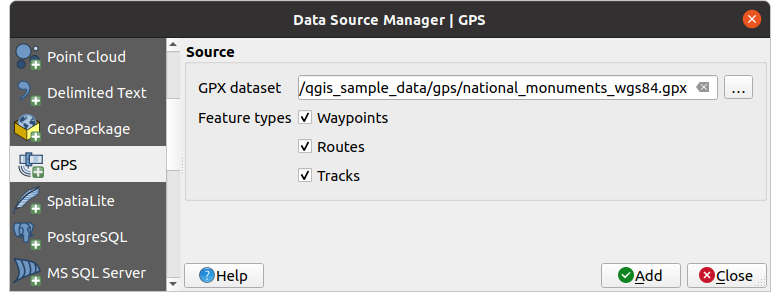 Data Source Manager | GPS
Point Cloud
Delimited Text
GeoPackage
GPS
SpatiaLite
PostgreSQL
MS SQL Server
Source
GPX dataset /qgis_sample_data/gps/national_monuments_wgs84.gpx ...
Feature types Waypoints
Routes
Tracks
Help Add Close